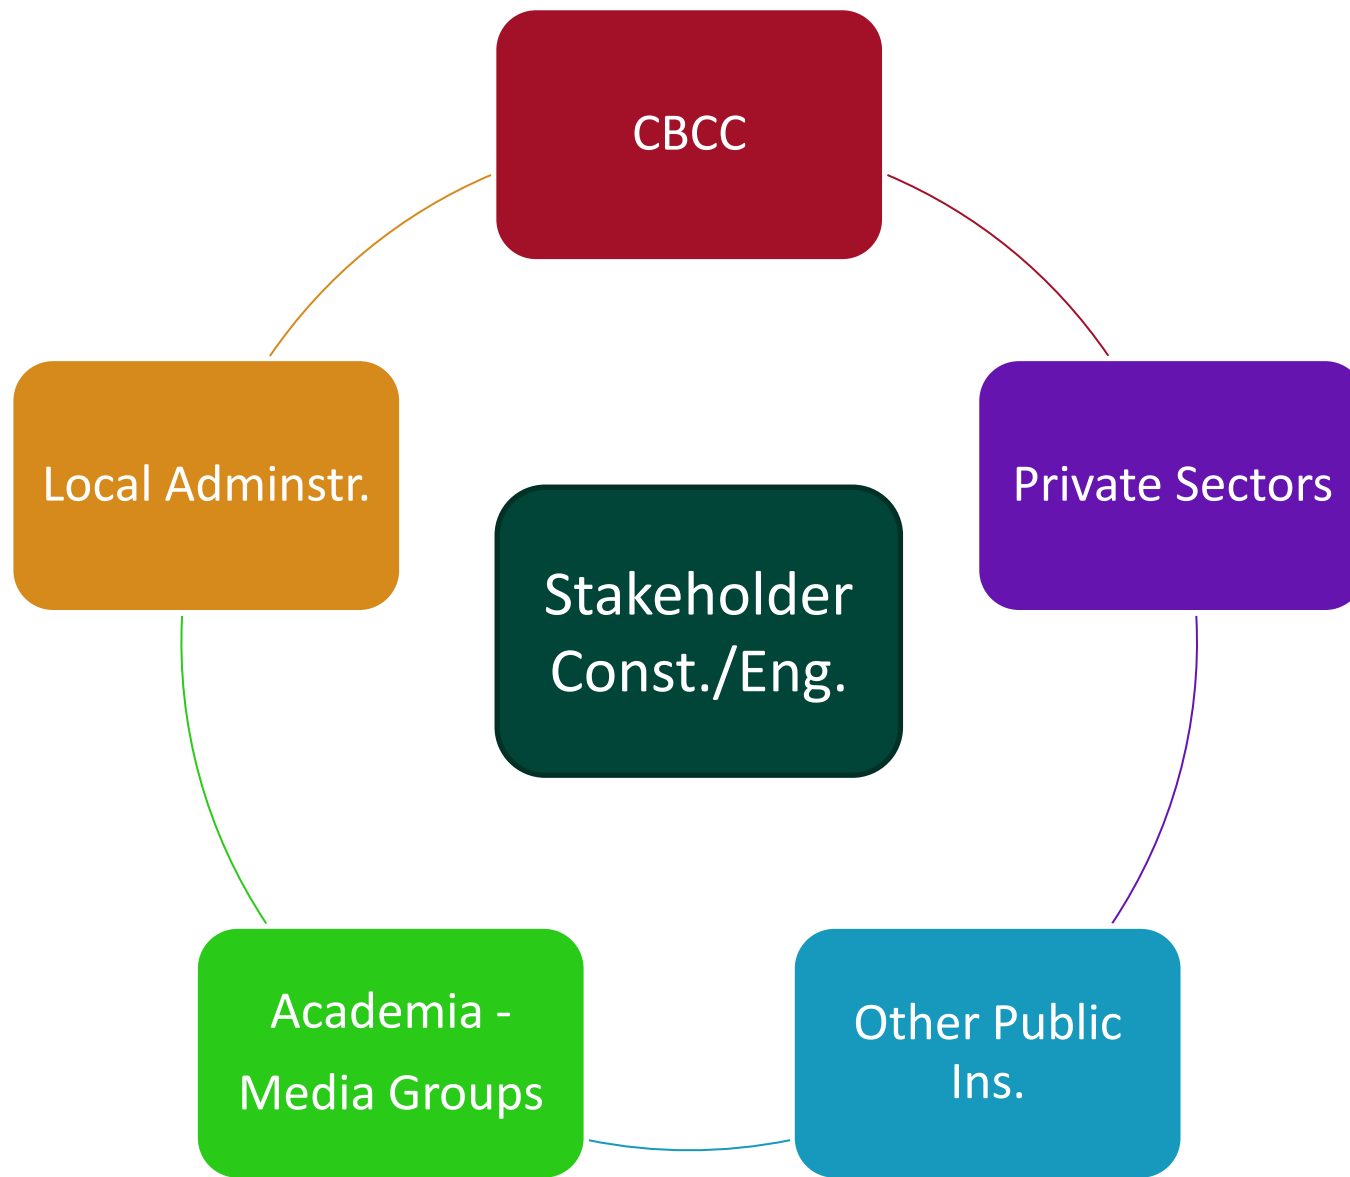 CBCC
Local Adminstr.
Private Sectors
Stakeholder
Const./Eng.
Academia -
Media Groups
Other Public
Ins.